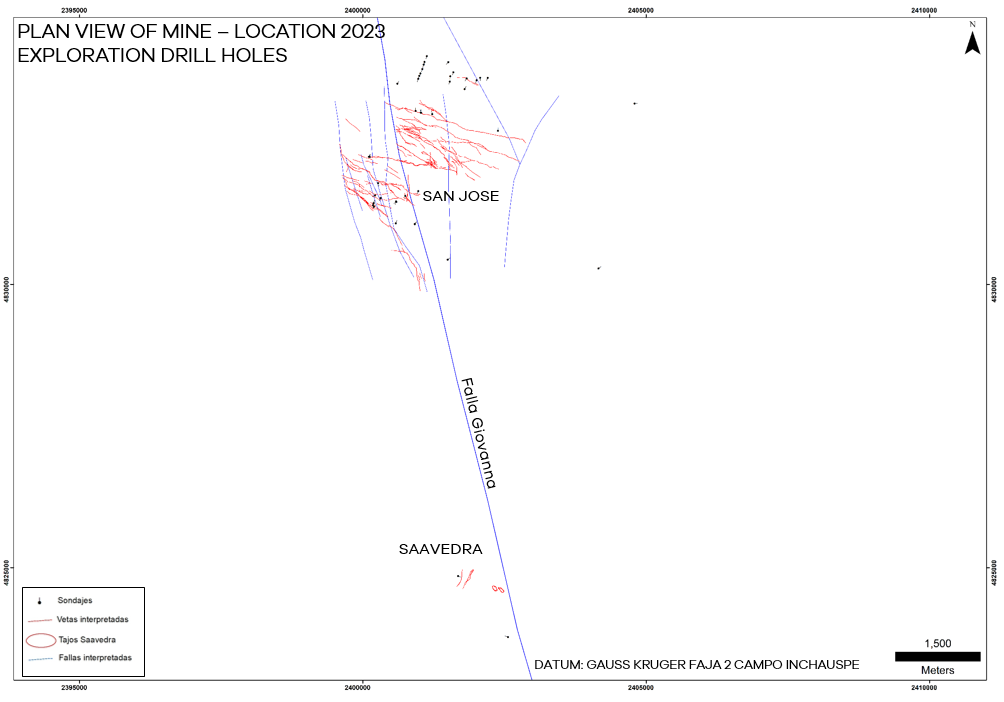 2395000
2400000
2405000
2410000
PLAN VIEW OF MINE – LOCATION 2023
EXPLORATION DRILL HOLES
N
SAN JOSE
4830000
4830000
Falla Giovanna
SAAVEDRA
4825000
4825000
Sondajes
Vetas interpretadas
Tajos Saavedra
Fallas interpretadas
DATUM: GAUSS KRUGER FAJA 2 CAMPO INCHAUSPE
1,500
Meters
2395000
2400000
2405000
2410000